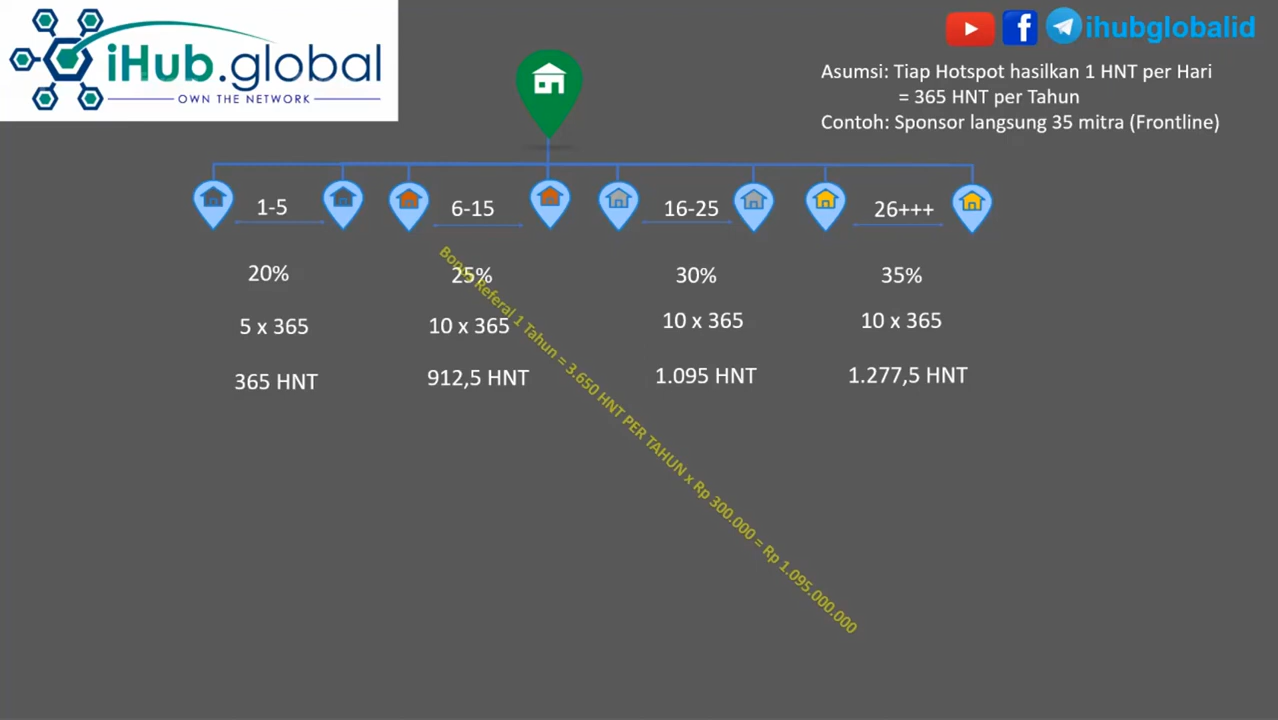 iHub.global
OWN THE NETWORK
ihubglobalid
Asumsi: Tiap Hotspot hasilkan 1 HNT per Hari
= 365 HNT per Tahun
Contoh: Sponsor langsung 35 mitra (Frontline)
1-5
6-15
16-25
26+++
20%
25%
30%
35%
5 x 365
10 x 365
10 x 365
10 x 365
365 HNT
912,5 HNT
1.095 HNT
1.277,5 HNT
Bonus Referal 1 Tahun = 3.650 HNT PER TAHUN x Rp 300.000 = Rp 1.095.000.000